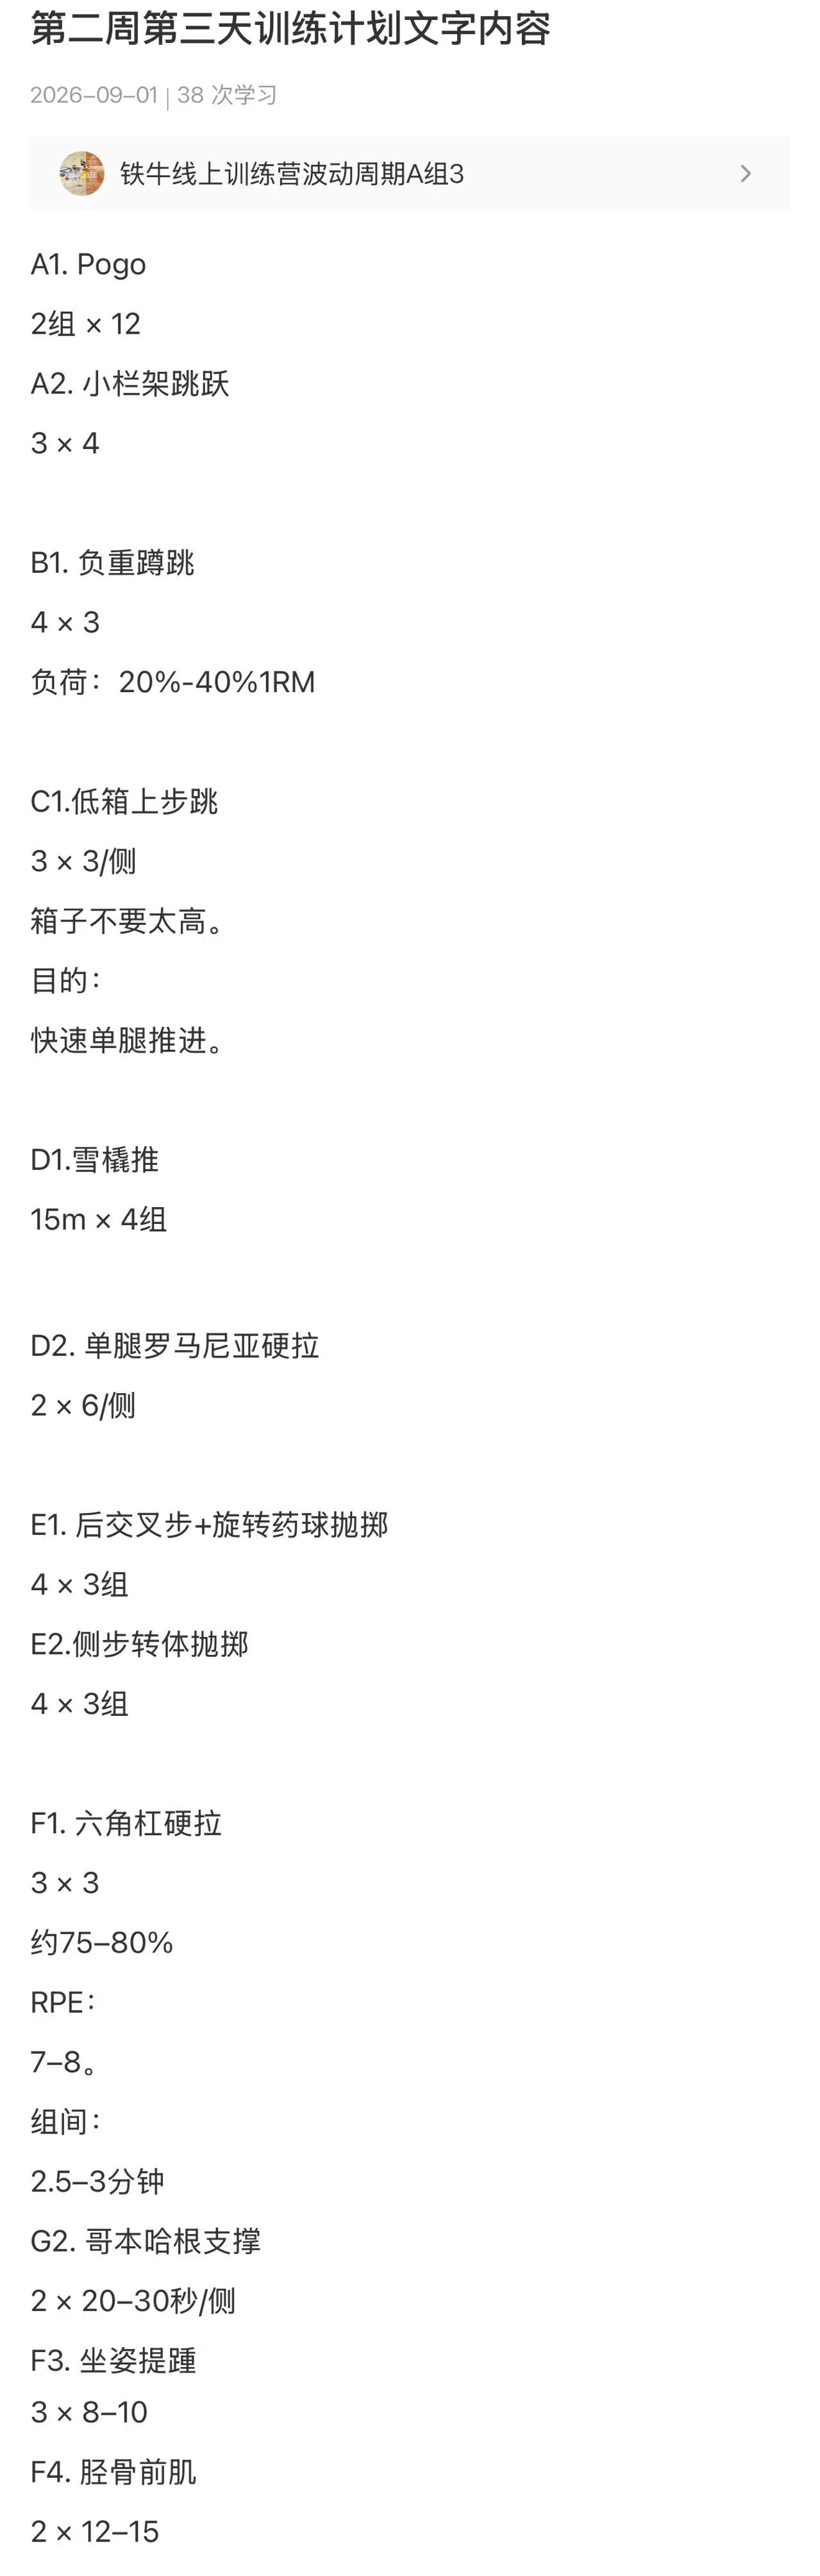 第二周第三天训练计划文字内容
2026-09-01 | 38 次学习
铁牛线上训练营波动周期A组3
A1. Pogo
2组 × 12
A2. 小栏架跳跃
3 × 4
B1. 负重蹲跳
4 × 3
负荷：20%-40%1RM
C1.低箱上步跳
3 × 3/侧
箱子不要太高。
目的：
快速单腿推进。
D1.雪橇推
15m × 4组
D2. 单腿罗马尼亚硬拉
2 × 6/侧
E1. 后交叉步+旋转药球抛掷
4 × 3组
E2.侧步转体抛掷
4 × 3组
F1. 六角杠硬拉
3 × 3
约75–80%
RPE：
7–8。
组间：
2.5–3分钟
G2. 哥本哈根支撑
2 × 20–30秒/侧
F3. 坐姿提踵
3 × 8–10
F4. 胫骨前肌
2 × 12–15